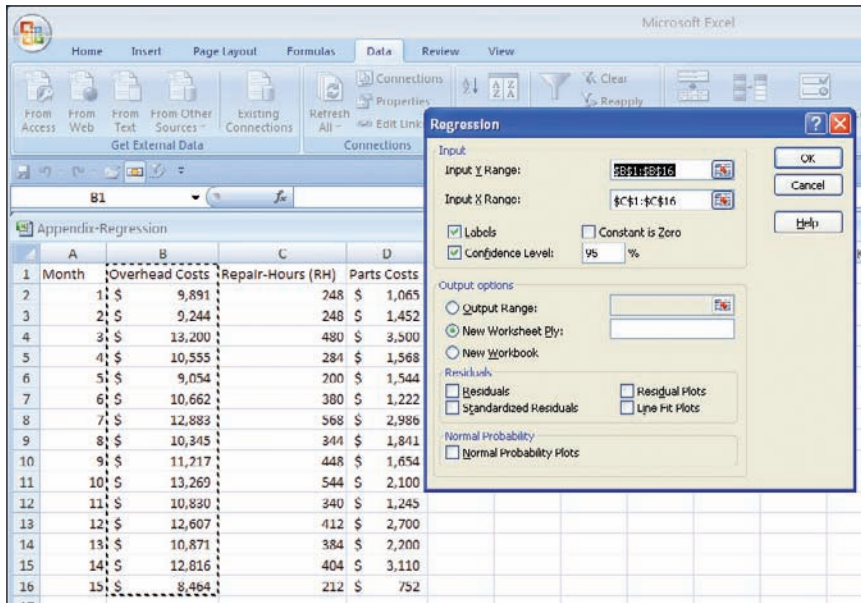 Microsoft Excel
Home Insert Page Layout Formulas Data Review View
From Access
From Web
From Text
From Other Sources
Existing Connections
Get External Data
Refresh All
Connections
Properties
Edit Link
Connections
Clear
Reapply
B1
fx
Appendix-Regression
A B C D
1 Month Overhead Costs Repair-Hours (RH) Parts Costs
2 1 $ 9,891 248 $ 1,065
3 2 $ 9,244 248 $ 1,452
4 3 $ 13,200 480 $ 3,500
5 4 $ 10,555 284 $ 1,568
6 5 $ 9,054 200 $ 1,544
7 6 $ 10,662 380 $ 1,222
8 7 $ 12,883 568 $ 2,986
9 8 $ 10,345 344 $ 1,841
10 9 $ 11,217 448 $ 1,654
11 10 $ 13,269 544 $ 2,100
12 11 $ 10,830 340 $ 1,245
13 12 $ 12,607 412 $ 2,700
14 13 $ 10,871 384 $ 2,200
15 14 $ 12,816 404 $ 3,110
16 15 $ 8,464 212 $ 752
Regression
Input
Input Y Range: $B$1:$B$16
Input X Range: $C$1:$C$16
Labels Constant is Zero
Confidence Level: 95 %
Output options
Output Range:
New Worksheet Ply:
New Workbook
Residuals
Residuals Residual Plots
Standardized Residuals Line Fit Plots
Normal Probability
Normal Probability Plots
OK
Cancel
Help